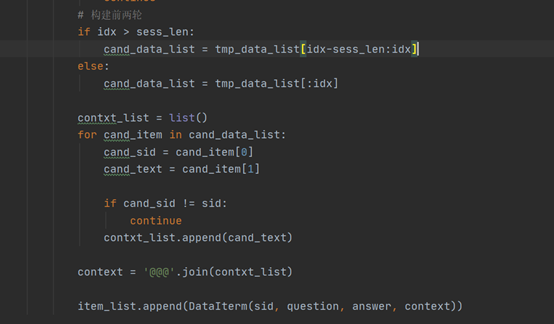 # 构建前两轮
if idx > sess_len:
cand_data_list = tmp_data_list[idx-sess_len:idx]
else:
cand_data_list = tmp_data_list[:idx]
contxt_list = list()
for cand_item in cand_data_list:
cand_sid = cand_item[0]
cand_text = cand_item[1]
if cand_sid != sid:
continue
contxt_list.append(cand_text)
context = '@@@'.join(contxt_list)
item_list.append(DataIterm(sid, question, answer, context))